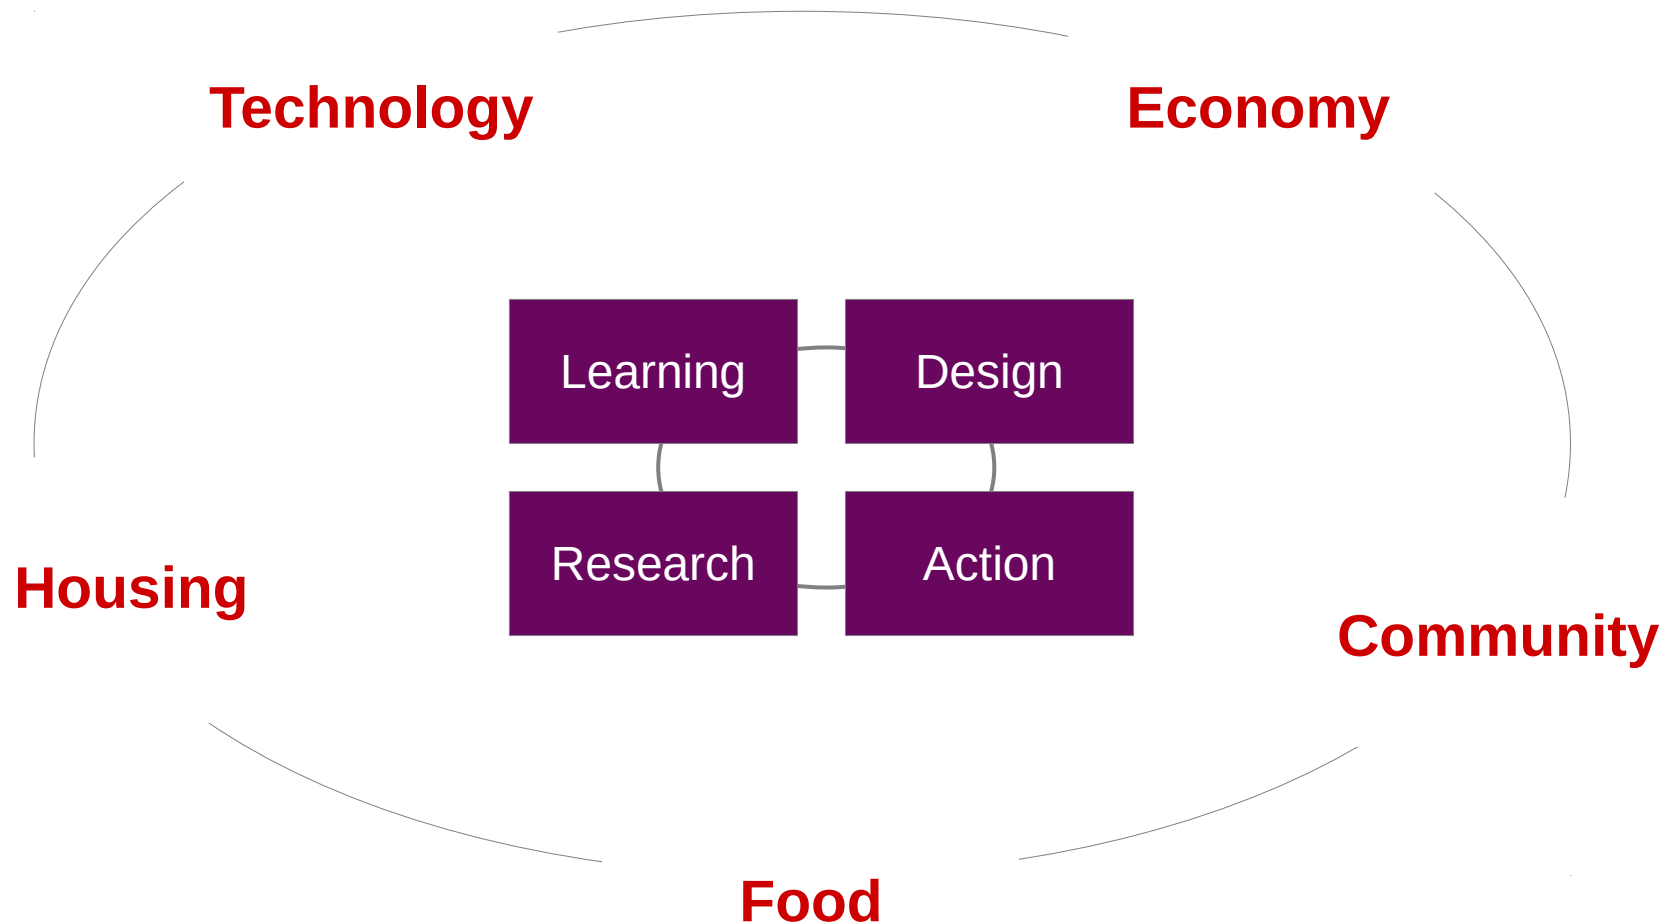 Technology
Economy
Learning
Design
Research
Action
Housing
Community
Food